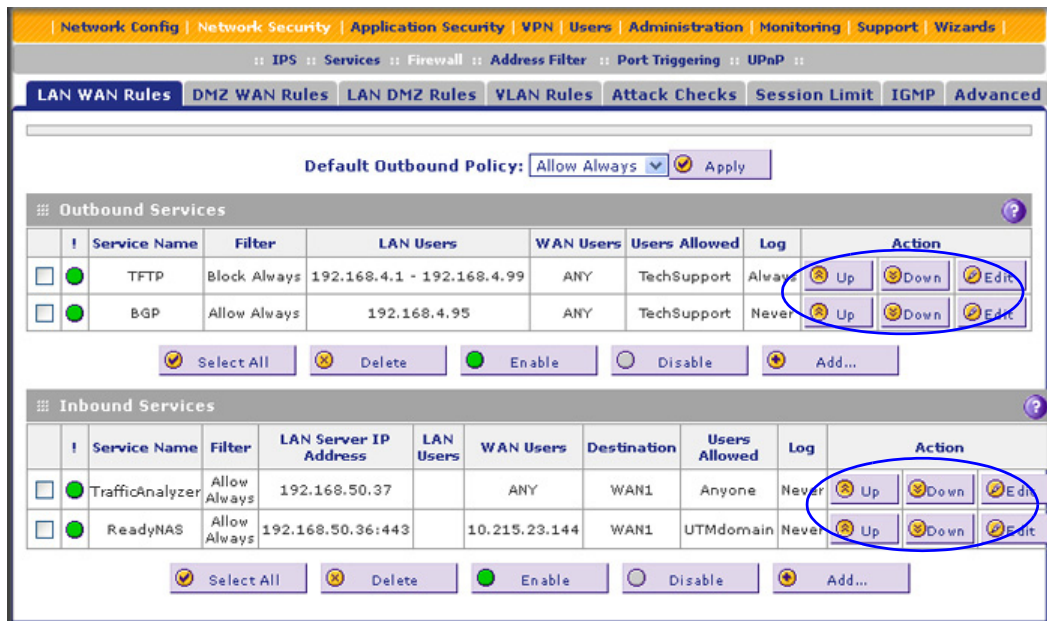 | Network Config | Network Security | Application Security | VPN | Users | Administration | Monitoring | Support | Wizards |
:: IPS :: Services :: Firewall :: Address Filter :: Port Triggering :: UPnP ::
LAN WAN Rules DMZ WAN Rules LAN DMZ Rules VLAN Rules Attack Checks Session Limit IGMP Advanced
Default Outbound Policy: Allow Always Apply
Outbound Services ?
! Service Name Filter LAN Users WAN Users Users Allowed Log Action
TFTP Block Always 192.168.4.1 - 192.168.4.99 ANY TechSupport Always Up Down Edit
BGP Allow Always 192.168.4.95 ANY TechSupport Never Up Down Edit
Select All Delete Enable Disable Add...
Inbound Services ?
! Service Name Filter LAN Server IP Address LAN Users WAN Users Destination Users Allowed Log Action
TrafficAnalyzer Allow Always 192.168.50.37 ANY WAN1 Anyone Never Up Down Edit
ReadyNAS Allow Always 192.168.50.36:443 10.215.23.144 WAN1 UTMdomain Never Up Down Edit
Select All Delete Enable Disable Add...